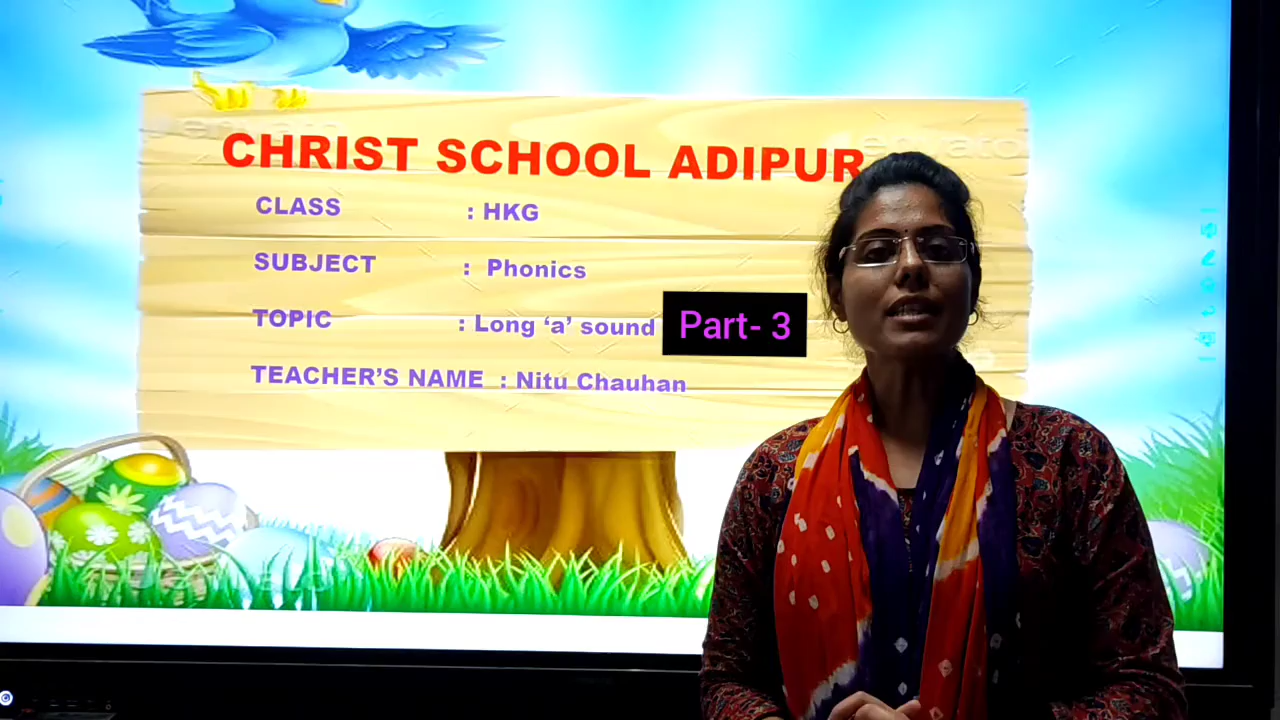 CHRIST SCHOOL ADIPUR
CLASS : HKG
SUBJECT : Phonics
TOPIC : Long ‘a’ sound Part- 3
TEACHER’S NAME : Nitu Chauhan